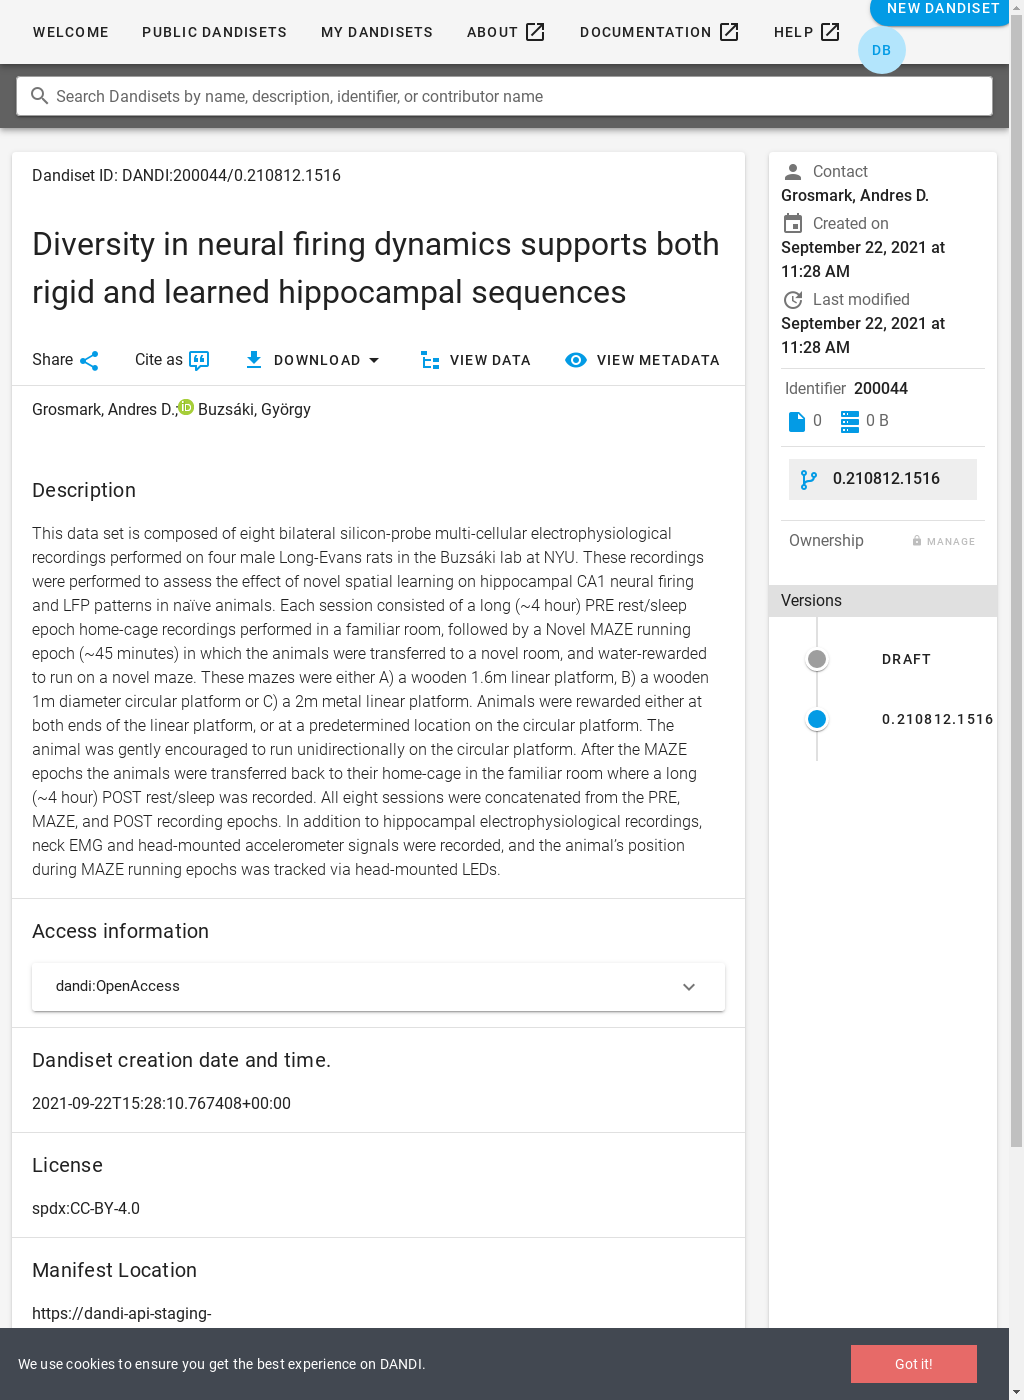 WELCOME PUBLIC DANDISETS MY DANDISETS ABOUT DOCUMENTATION HELP NEW DANDISET
DB
Search Dandisets by name, description, identifier, or contributor name
Dandiset ID: DANDI:200044/0.210812.1516
Diversity in neural firing dynamics supports both
rigid and learned hippocampal sequences
Share Cite as DOWNLOAD VIEW DATA VIEW METADATA
Grosmark, Andres D.; iD Buzsáki, György
Description
This data set is composed of eight bilateral silicon-probe multi-cellular electrophysiological
recordings performed on four male Long-Evans rats in the Buzsáki lab at NYU. These recordings
were performed to assess the effect of novel spatial learning on hippocampal CA1 neural firing
and LFP patterns in naïve animals. Each session consisted of a long (~4 hour) PRE rest/sleep
epoch home-cage recordings performed in a familiar room, followed by a Novel MAZE running
epoch (~45 minutes) in which the animals were transferred to a novel room, and water-rewarded
to run on a novel maze. These mazes were either A) a wooden 1.6m linear platform, B) a wooden
1m diameter circular platform or C) a 2m metal linear platform. Animals were rewarded either at
both ends of the linear platform, or at a predetermined location on the circular platform. The
animal was gently encouraged to run unidirectionally on the circular platform. After the MAZE
epochs the animals were transferred back to their home-cage in the familiar room where a long
(~4 hour) POST rest/sleep was recorded. All eight sessions were concatenated from the PRE,
MAZE, and POST recording epochs. In addition to hippocampal electrophysiological recordings,
neck EMG and head-mounted accelerometer signals were recorded, and the animal's position
during MAZE running epochs was tracked via head-mounted LEDs.
Access information
dandi:OpenAccess
Dandiset creation date and time.
2021-09-22T15:28:10.767408+00:00
License
spdx:CC-BY-4.0
Manifest Location
https://dandi-api-staging-
Contact
Grosmark, Andres D.
Created on
September 22, 2021 at
11:28 AM
Last modified
September 22, 2021 at
11:28 AM
Identifier 200044
0 0 B
0.210812.1516
Ownership MANAGE
Versions
DRAFT
0.210812.1516
We use cookies to ensure you get the best experience on DANDI.
Got it!